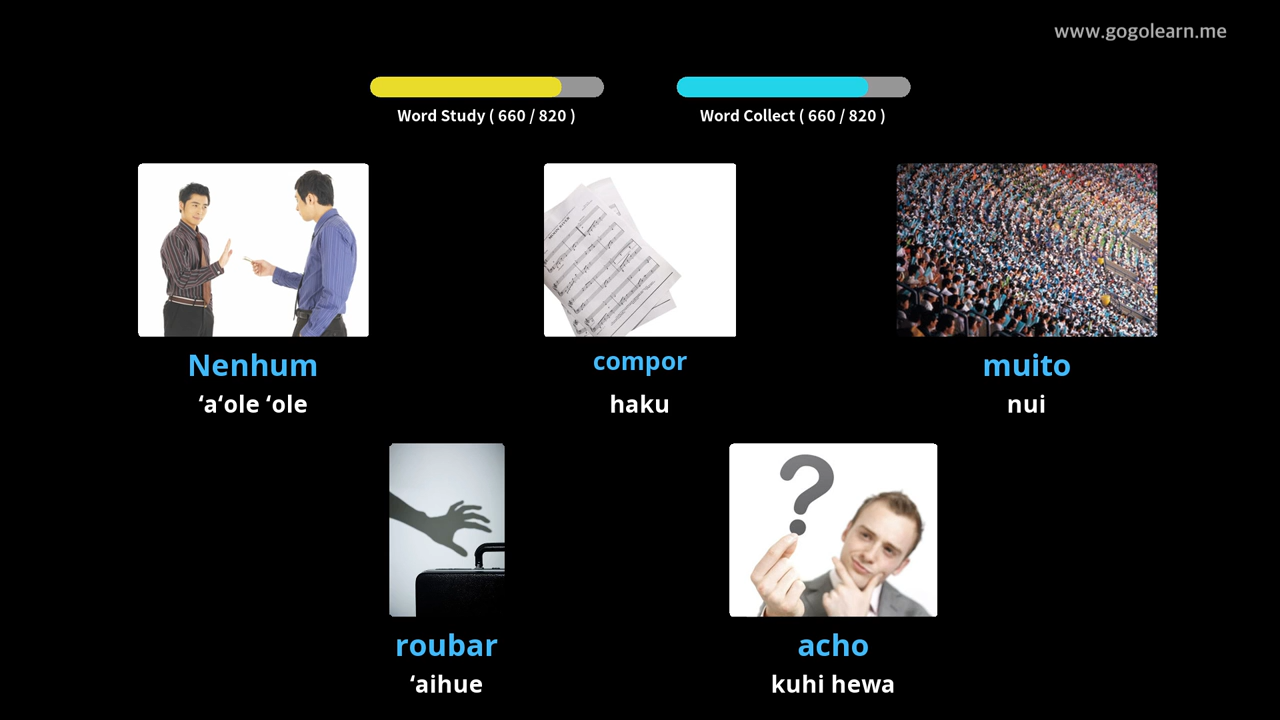 www.gogolearn.me
Word Study ( 660 / 820 )
Word Collect ( 660 / 820 )
Nenhum
ʻaʻole ʻole
compor
haku
muito
nui
roubar
ʻaihue
acho
kuhi hewa